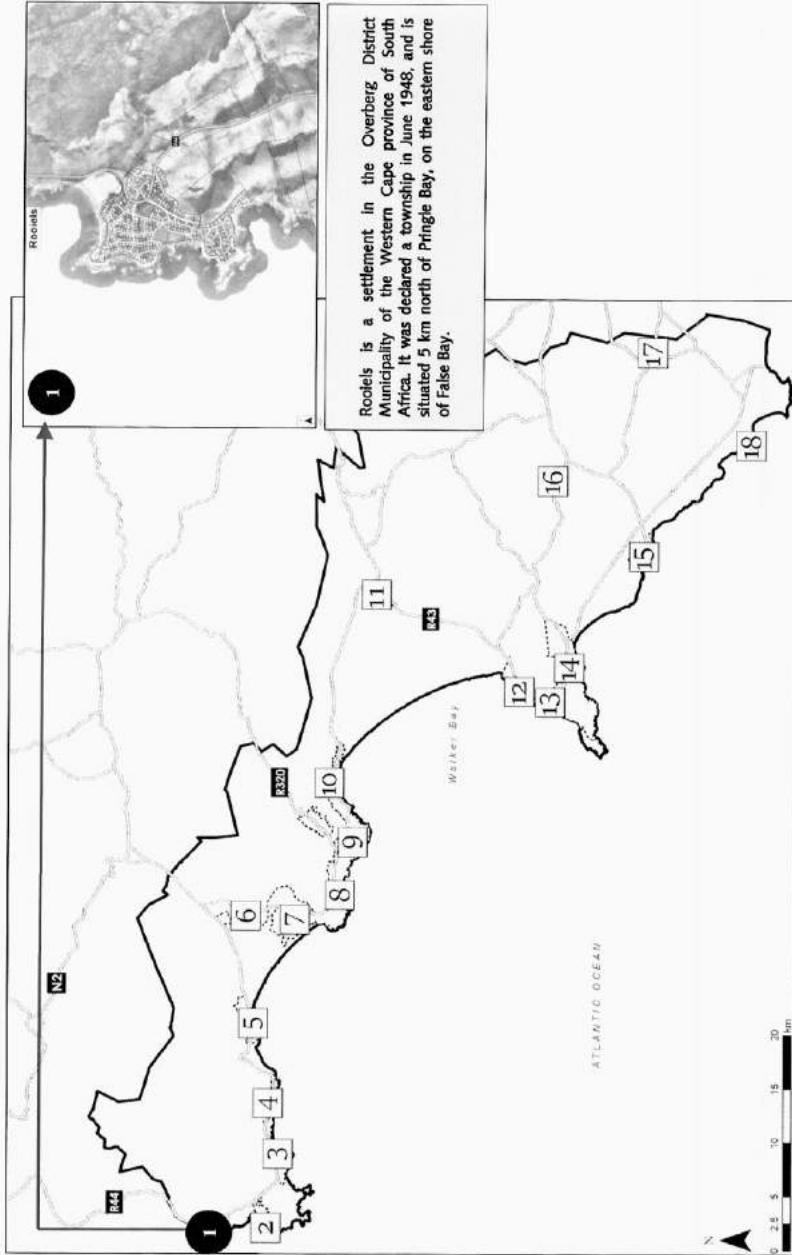 Rooiels
1
Rooiels is a settlement in the Overberg District
Municipality of the Western Cape province of South
Africa. It was declared a township in June 1948, and is
situated 5 km north of Pringle Bay, on the eastern shore
of False Bay.
N2
R44
R320
R43
1
2
3
4
5
6
7
8
9
10
11
12
13
14
15
16
17
18
Walker Bay
ATLANTIC OCEAN
N
0 2.5 5 10 15 20
km